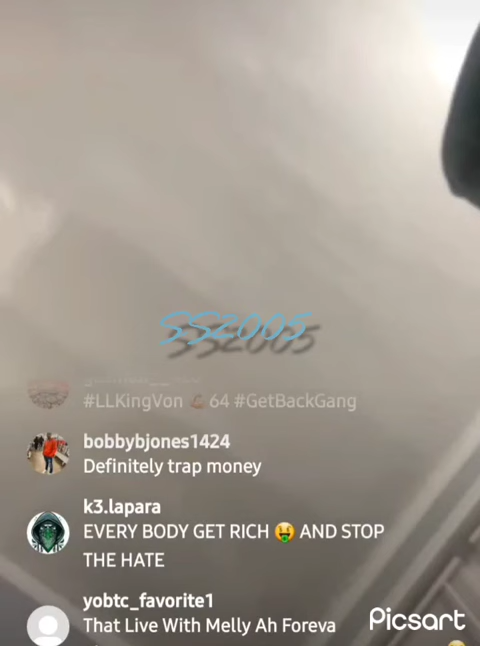 SSZ005
#LLKingVon 💪🏽 64 #GetBackGang
bobbybjones1424
Definitely trap money
k3.lapara
EVERY BODY GET RICH 🤑 AND STOP
THE HATE
yobtc_favorite1
That Live With Melly Ah Foreva
Picsart